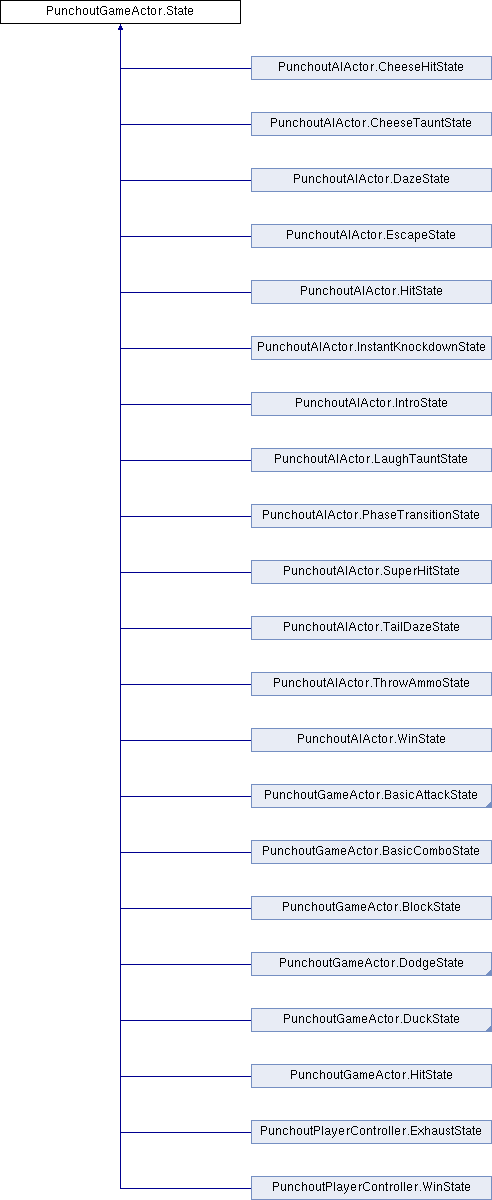 PunchoutGameActor.State
PunchoutAIActor.CheeseHitState
PunchoutAIActor.CheeseTauntState
PunchoutAIActor.DazeState
PunchoutAIActor.EscapeState
PunchoutAIActor.HitState
PunchoutAIActor.InstantKnockdownState
PunchoutAIActor.IntroState
PunchoutAIActor.LaughTauntState
PunchoutAIActor.PhaseTransitionState
PunchoutAIActor.SuperHitState
PunchoutAIActor.TailDazeState
PunchoutAIActor.ThrowAmmoState
PunchoutAIActor.WinState
PunchoutGameActor.BasicAttackState
PunchoutGameActor.BasicComboState
PunchoutGameActor.BlockState
PunchoutGameActor.DodgeState
PunchoutGameActor.DuckState
PunchoutGameActor.HitState
PunchoutPlayerController.ExhaustState
PunchoutPlayerController.WinState